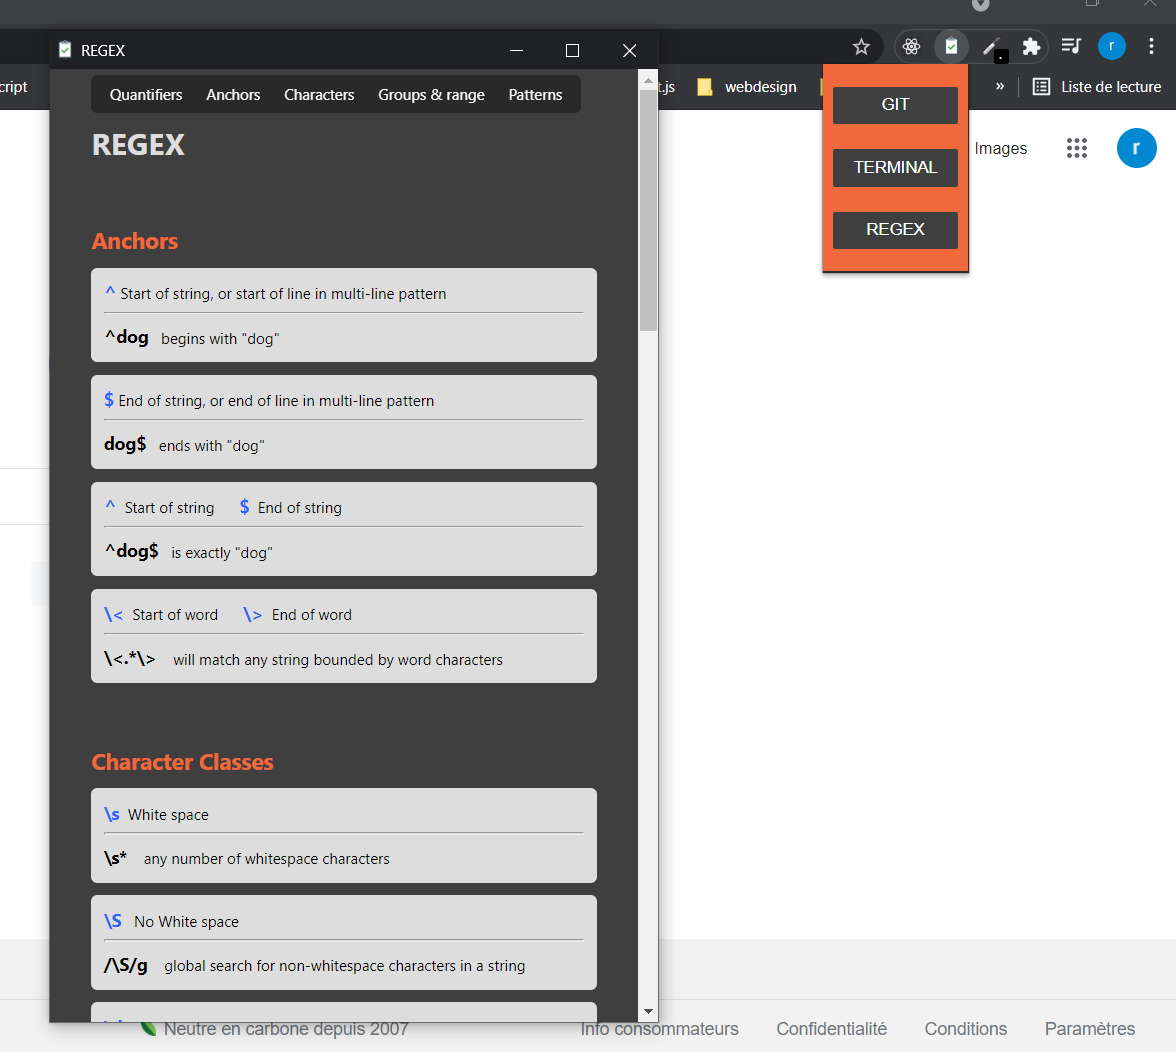 REGEX
Quantifiers Anchors Characters Groups & range Patterns
REGEX
Anchors
^ Start of string, or start of line in multi-line pattern
^dog begins with "dog"
$ End of string, or end of line in multi-line pattern
dog$ ends with "dog"
^ Start of string $ End of string
^dog$ is exactly "dog"
\< Start of word \> End of word
\<.*\> will match any string bounded by word characters
Character Classes
\s White space
\s* any number of whitespace characters
\S No White space
/\S/g global search for non-whitespace characters in a string
r
cript
t.js
webdesign
»
Liste de lecture
GIT
TERMINAL
REGEX
Images
r
Neutre en carbone depuis 2007
Info consommateurs Confidentialité Conditions Paramètres